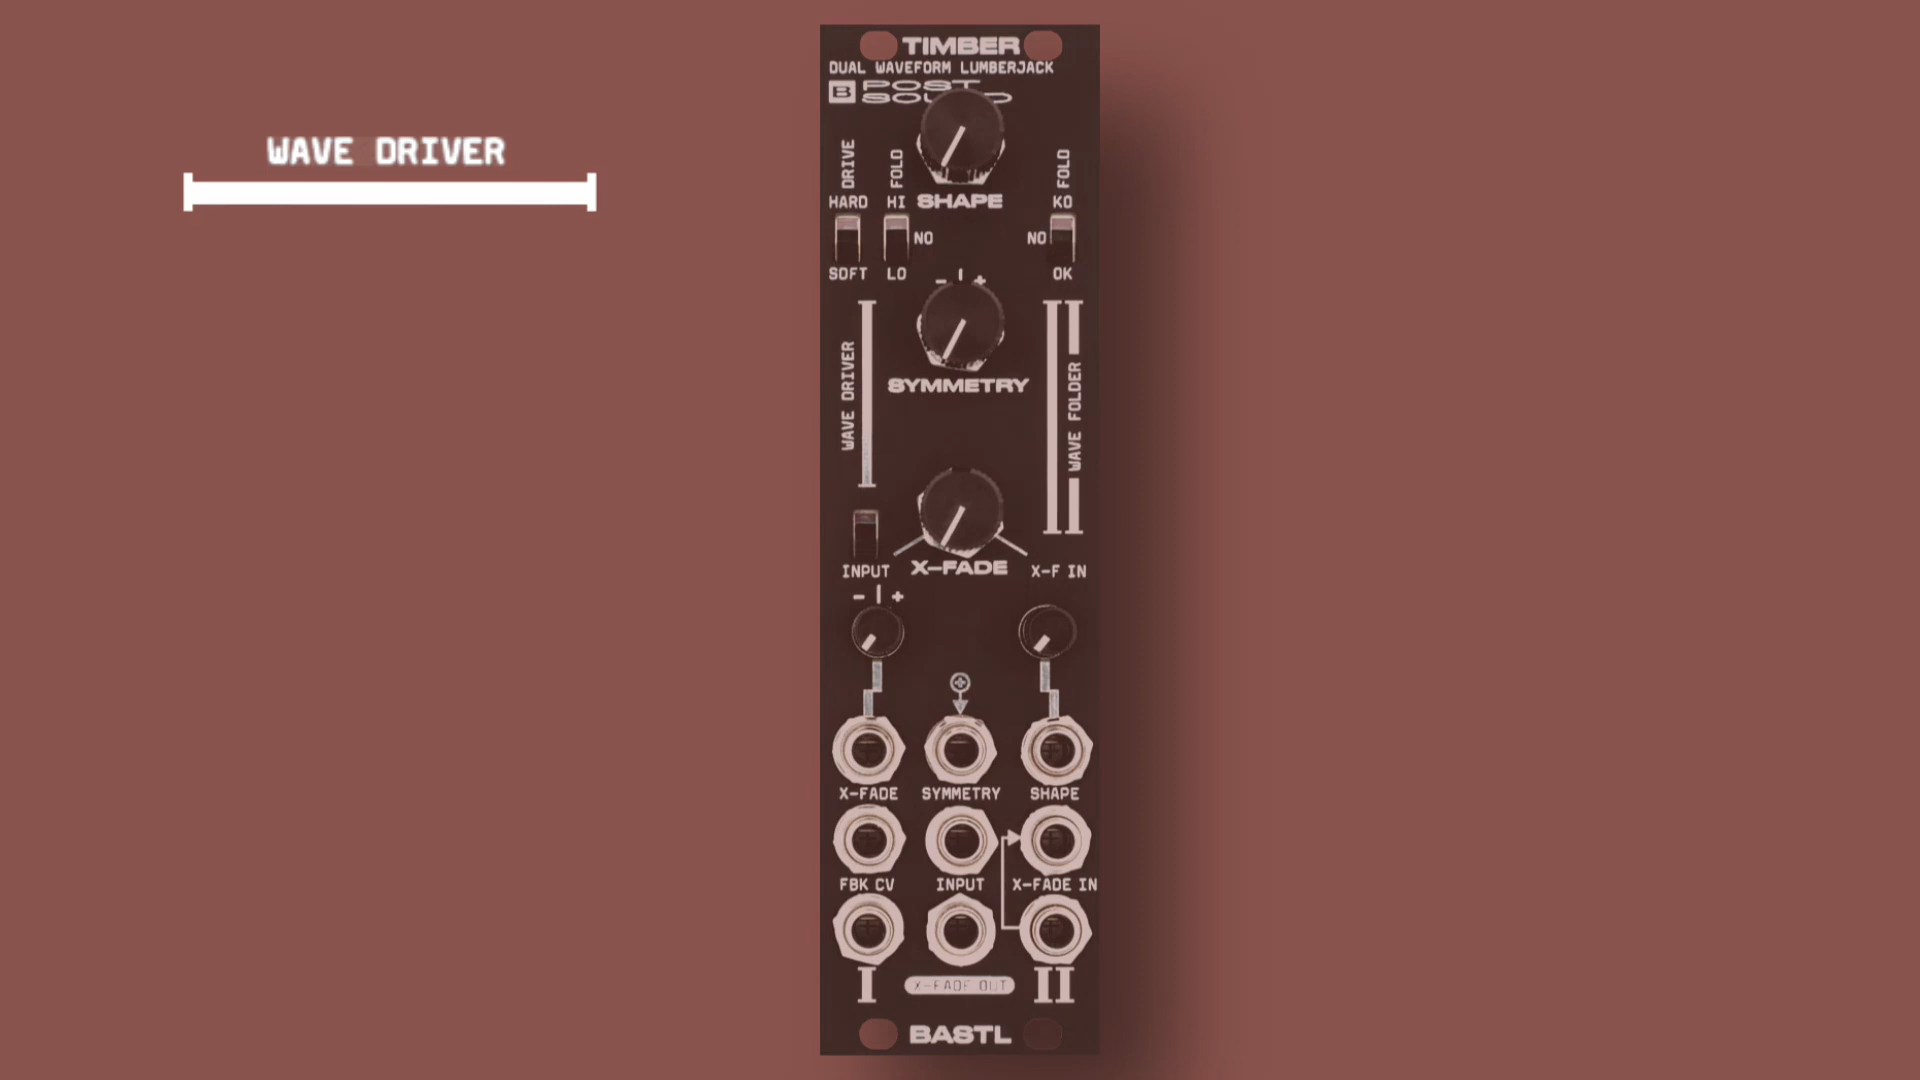 WAVE DRIVER
TIMBER
DUAL WAVEFORM LUMBERJACK
B POST
DRIVE
FOLD
FOLD
HARD
HI
SHAPE
KO
NO
NO
SOFT
LO
OK
- +
WAVE DRIVER
SYMMETRY
WAVE FOLDER
INPUT
X-FADE
X-F IN
- +
X-FADE
SYMMETRY
SHAPE
FBK CV
INPUT
X-FADE IN
I
X-FADE OUT
II
BASTL